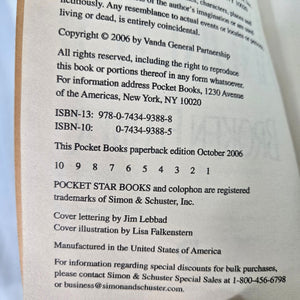 of the author's imagination or are used
fictitiously. Any resemblance to actual events or locales or persons,
living or dead, is entirely coincidental.
Copyright © 2006 by Vanda General Partnership
All rights reserved, including the right to reproduce
this book or portions thereof in any form whatsoever.
For information address Pocket Books, 1230 Avenue
of the Americas, New York, NY 10020
ISBN-13: 978-0-7434-9388-8
ISBN-10: 0-7434-9388-5
This Pocket Books paperback edition October 2006
10 9 8 7 6 5 4 3 2 1
POCKET STAR BOOKS and colophon are registered
trademarks of Simon & Schuster, Inc.
Cover lettering by Jim Lebbad
Cover illustration by Lisa Falkenstern
Manufactured in the United States of America
For information regarding special discounts for bulk purchases,
please contact Simon & Schuster Special Sales at 1-800-456-6798
or business@simonandschuster.com